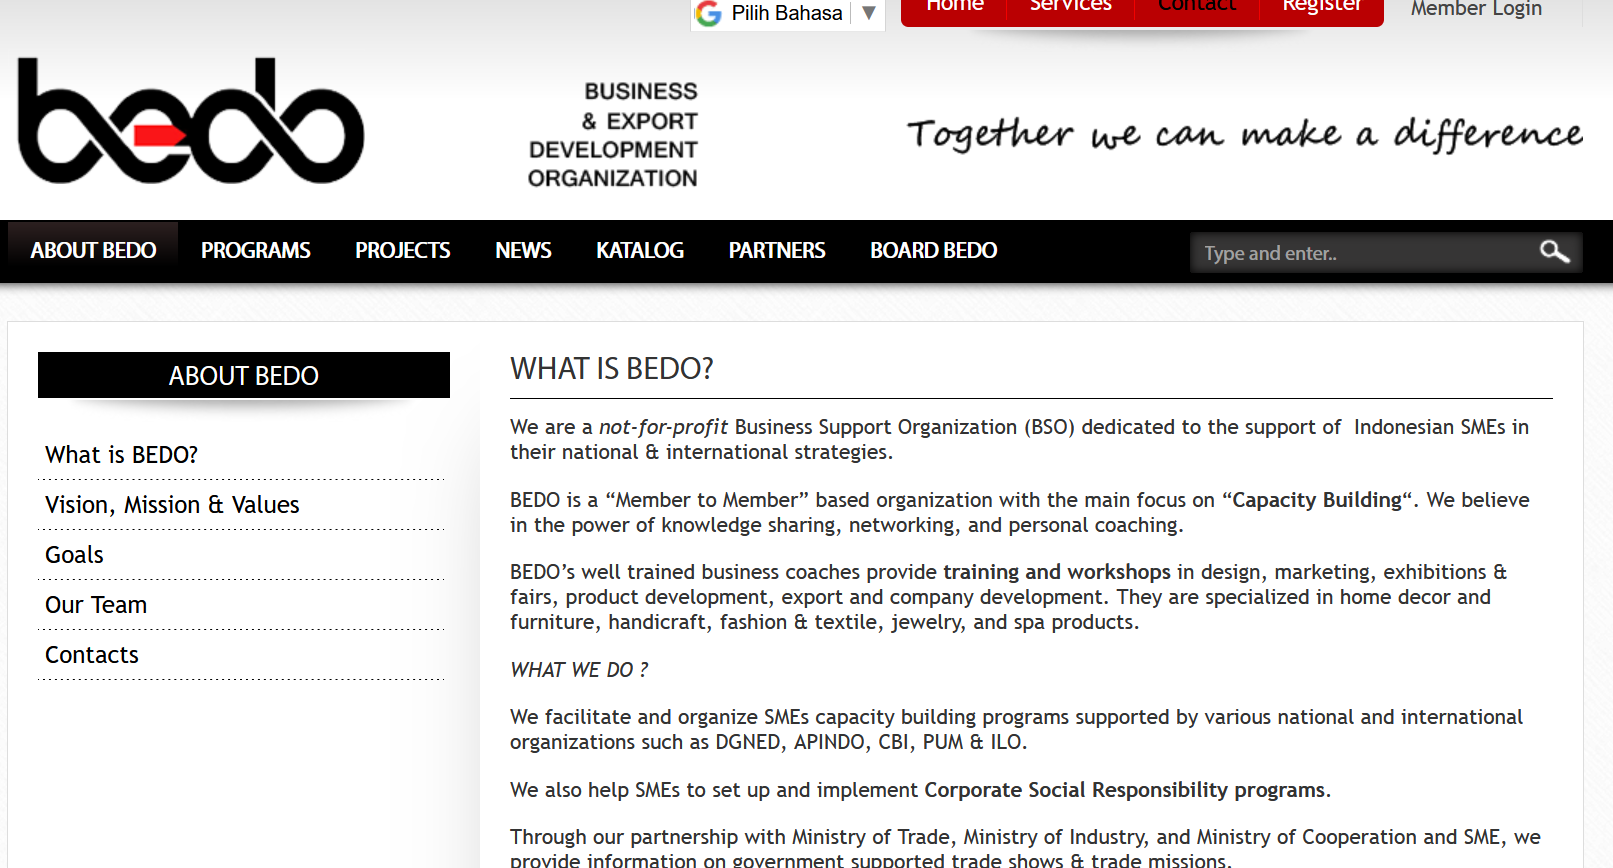 Pilih Bahasa ▼
Home Services Contact Register Member Login
bedo
BUSINESS
& EXPORT
DEVELOPMENT
ORGANIZATION
Together we can make a difference
ABOUT BEDO PROGRAMS PROJECTS NEWS KATALOG PARTNERS BOARD BEDO Type and enter..
ABOUT BEDO
What is BEDO?
Vision, Mission & Values
Goals
Our Team
Contacts
WHAT IS BEDO?
We are a not-for-profit Business Support Organization (BSO) dedicated to the support of  Indonesian SMEs in
their national & international strategies.
BEDO is a “Member to Member” based organization with the main focus on “Capacity Building“. We believe
in the power of knowledge sharing, networking, and personal coaching.
BEDO’s well trained business coaches provide training and workshops in design, marketing, exhibitions &
fairs, product development, export and company development. They are specialized in home decor and
furniture, handicraft, fashion & textile, jewelry, and spa products.
WHAT WE DO ?
We facilitate and organize SMEs capacity building programs supported by various national and international
organizations such as DGNED, APINDO, CBI, PUM & ILO.
We also help SMEs to set up and implement Corporate Social Responsibility programs.
Through our partnership with Ministry of Trade, Ministry of Industry, and Ministry of Cooperation and SME, we
provide information on government supported trade shows & trade missions.